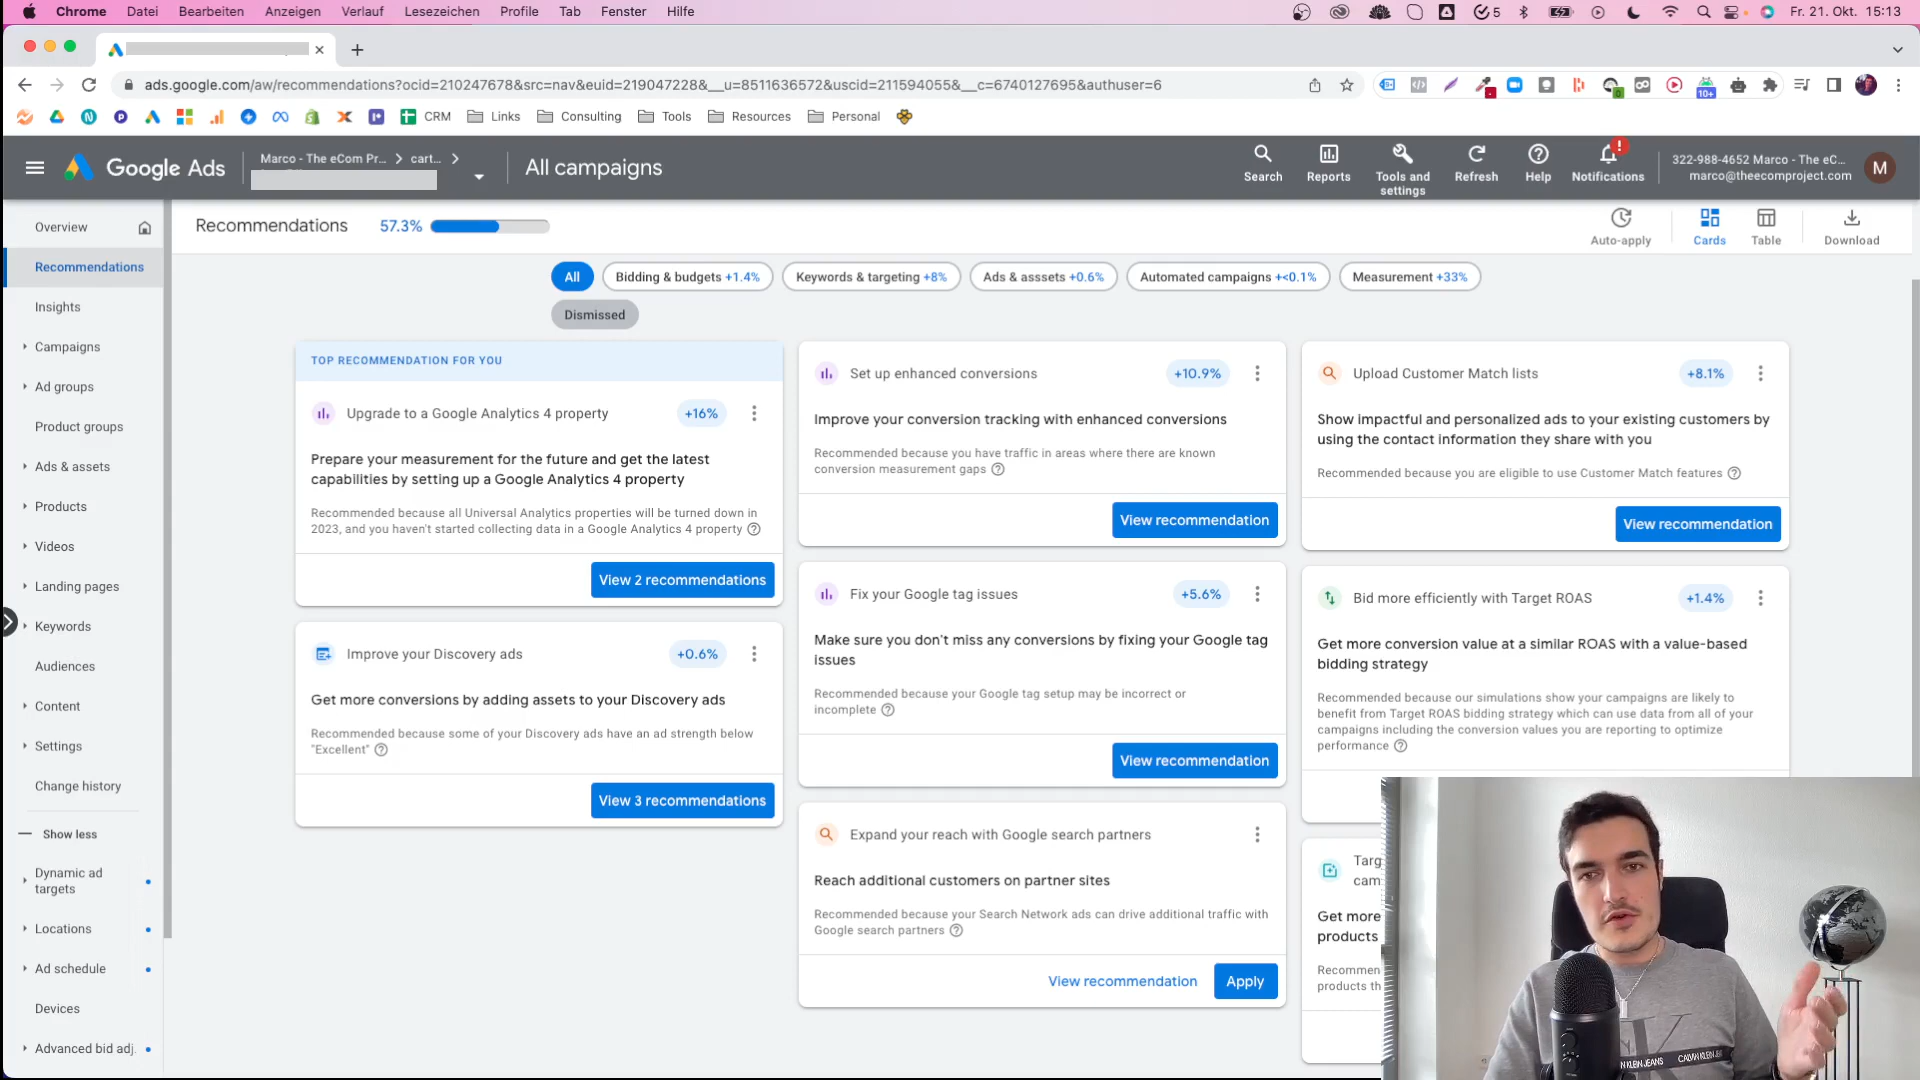 Chrome Datei Bearbeiten Anzeigen Verlauf Lesezeichen Profile Tab Fenster Hilfe
5
Fr. 21. Okt. 15:13
ads.google.com/aw/recommendations?ocid=210247678&src=nav&euid=219047228&__u=8511636572&uscid=211594055&__c=6740127695&authuser=6
0
10+
CRM Links Consulting Tools Resources Personal
Google Ads
Marco - The eCom Pr... cart...
All campaigns
Search
Reports
Tools and settings
Refresh
Help
!
Notifications
322-988-4652 Marco - The eC...
marco@theecomproject.com
M
Overview
Recommendations
Insights
Campaigns
Ad groups
Product groups
Ads & assets
Products
Videos
Landing pages
Keywords
Audiences
Content
Settings
Change history
Show less
Dynamic ad
targets
Locations
Ad schedule
Devices
Advanced bid adj.
Recommendations 57.3%
Auto-apply
Cards
Table
Download
All
Bidding & budgets +1.4%
Keywords & targeting +8%
Ads & asssets +0.6%
Automated campaigns +<0.1%
Measurement +33%
Dismissed
TOP RECOMMENDATION FOR YOU
Upgrade to a Google Analytics 4 property +16%
Prepare your measurement for the future and get the latest
capabilities by setting up a Google Analytics 4 property
Recommended because all Universal Analytics properties will be turned down in
2023, and you haven't started collecting data in a Google Analytics 4 property
View 2 recommendations
Improve your Discovery ads +0.6%
Get more conversions by adding assets to your Discovery ads
Recommended because some of your Discovery ads have an ad strength below
"Excellent"
View 3 recommendations
Set up enhanced conversions +10.9%
Improve your conversion tracking with enhanced conversions
Recommended because you have traffic in areas where there are known
conversion measurement gaps
View recommendation
Fix your Google tag issues +5.6%
Make sure you don't miss any conversions by fixing your Google tag
issues
Recommended because your Google tag setup may be incorrect or
incomplete
View recommendation
Expand your reach with Google search partners
Reach additional customers on partner sites
Recommended because your Search Network ads can drive additional traffic with
Google search partners
View recommendation Apply
Upload Customer Match lists +8.1%
Show impactful and personalized ads to your existing customers by
using the contact information they share with you
Recommended because you are eligible to use Customer Match features
View recommendation
Bid more efficiently with Target ROAS +1.4%
Get more conversion value at a similar ROAS with a value-based
bidding strategy
Recommended because our simulations show your campaigns are likely to
benefit from Target ROAS bidding strategy which can use data from all of your
campaigns including the conversion values you are reporting to optimize
performance
Targ
cam
Get more
products
Recommen
products th
CALVIN KLEIN